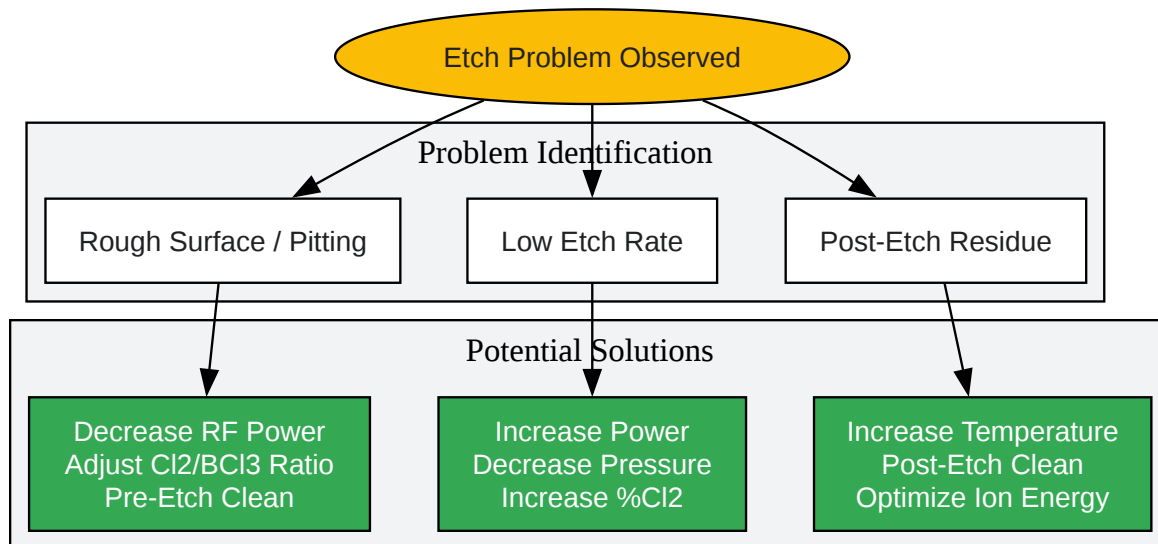 Etch Problem Observed
Problem Identification
Rough Surface / Pitting
Low Etch Rate
Post-Etch Residue
Potential Solutions
Decrease RF Power
Adjust Cl2/BCl3 Ratio
Pre-Etch Clean
Increase Power
Decrease Pressure
Increase %Cl2
Increase Temperature
Post-Etch Clean
Optimize Ion Energy